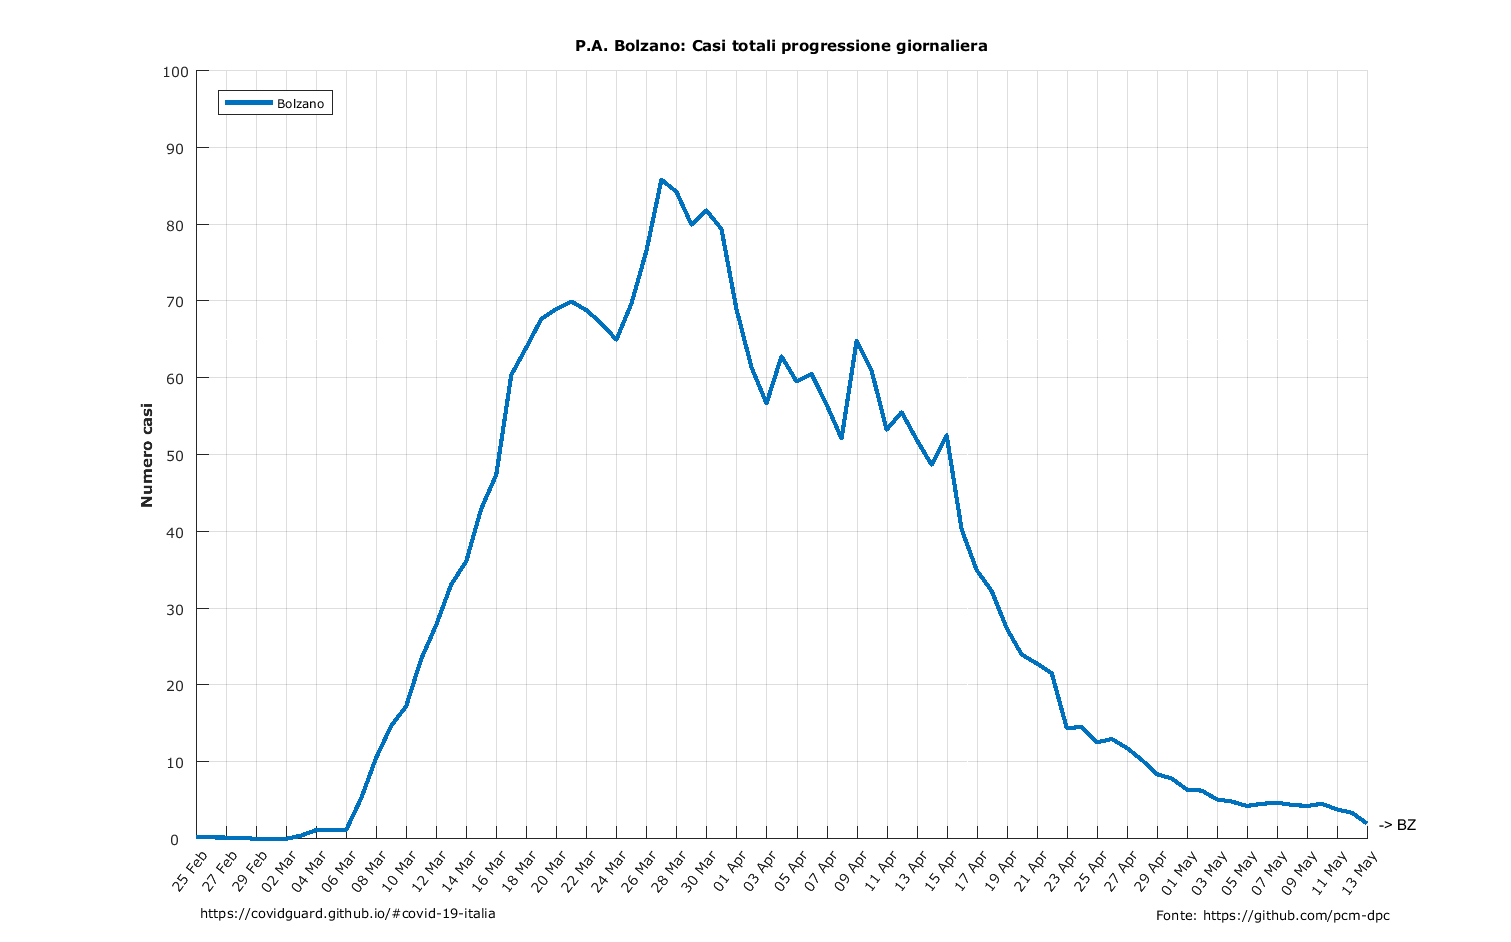 P.A. Bolzano: Casi totali progressione giornaliera
Bolzano
Numero casi
100
90
80
70
60
50
40
30
20
10
0
25 Feb
27 Feb
29 Feb
02 Mar
04 Mar
06 Mar
08 Mar
10 Mar
12 Mar
14 Mar
16 Mar
18 Mar
20 Mar
22 Mar
24 Mar
26 Mar
28 Mar
30 Mar
01 Apr
03 Apr
05 Apr
07 Apr
09 Apr
11 Apr
13 Apr
15 Apr
17 Apr
19 Apr
21 Apr
23 Apr
25 Apr
27 Apr
29 Apr
01 May
03 May
05 May
07 May
09 May
11 May
13 May
-> BZ
https://covidguard.github.io/#covid-19-italia
Fonte: https://github.com/pcm-dpc